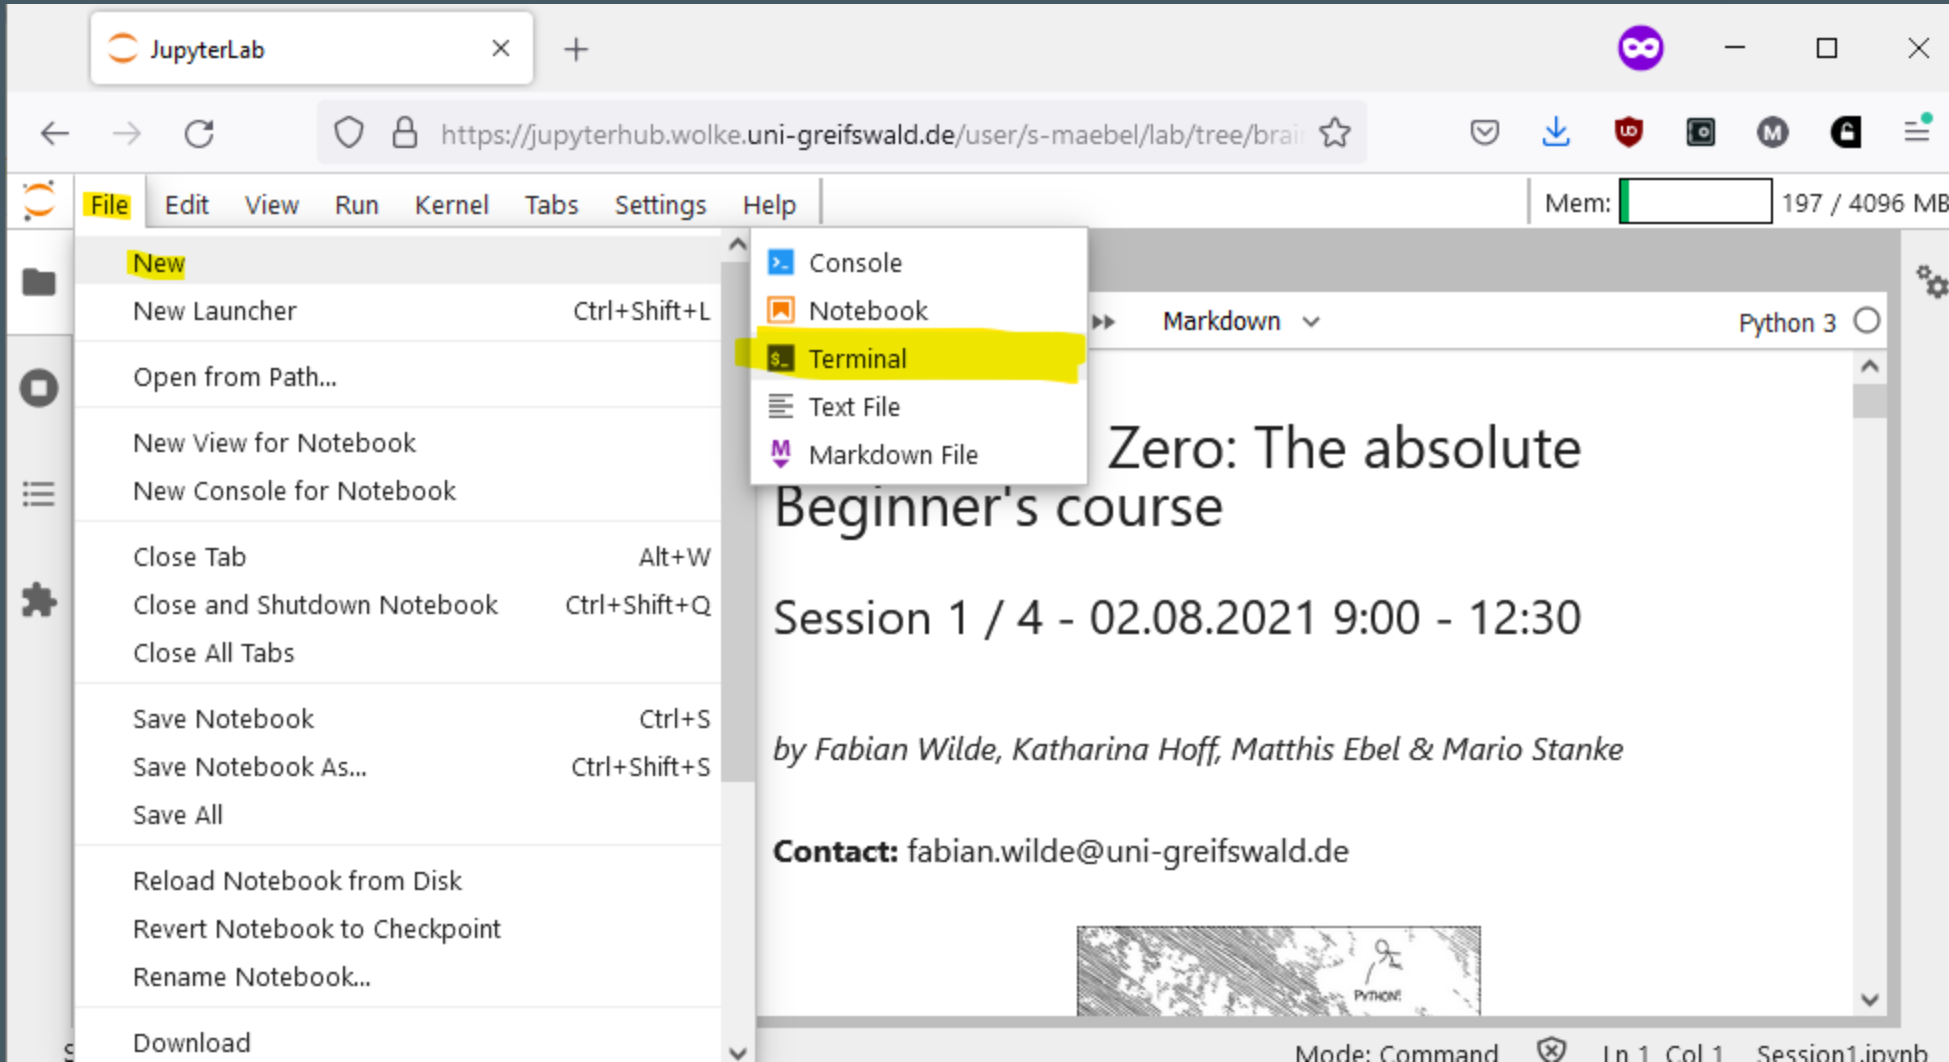 JupyterLab
https://jupyterhub.wolke.uni-greifswald.de/user/s-maebel/lab/tree/brai
File Edit View Run Kernel Tabs Settings Help Mem: 197 / 4096 MB
New
New Launcher Ctrl+Shift+L
Open from Path...
New View for Notebook
New Console for Notebook
Close Tab Alt+W
Close and Shutdown Notebook Ctrl+Shift+Q
Close All Tabs
Save Notebook Ctrl+S
Save Notebook As... Ctrl+Shift+S
Save All
Reload Notebook from Disk
Revert Notebook to Checkpoint
Rename Notebook...
Download
Console
Notebook
Terminal
Text File
Markdown File
Markdown Python 3
Zero: The absolute
Beginner's course
Session 1 / 4 - 02.08.2021 9:00 - 12:30
by Fabian Wilde, Katharina Hoff, Matthis Ebel & Mario Stanke
Contact: fabian.wilde@uni-greifswald.de
PYTHON!
Mode: Command Ln 1, Col 1 Session1.ipynb